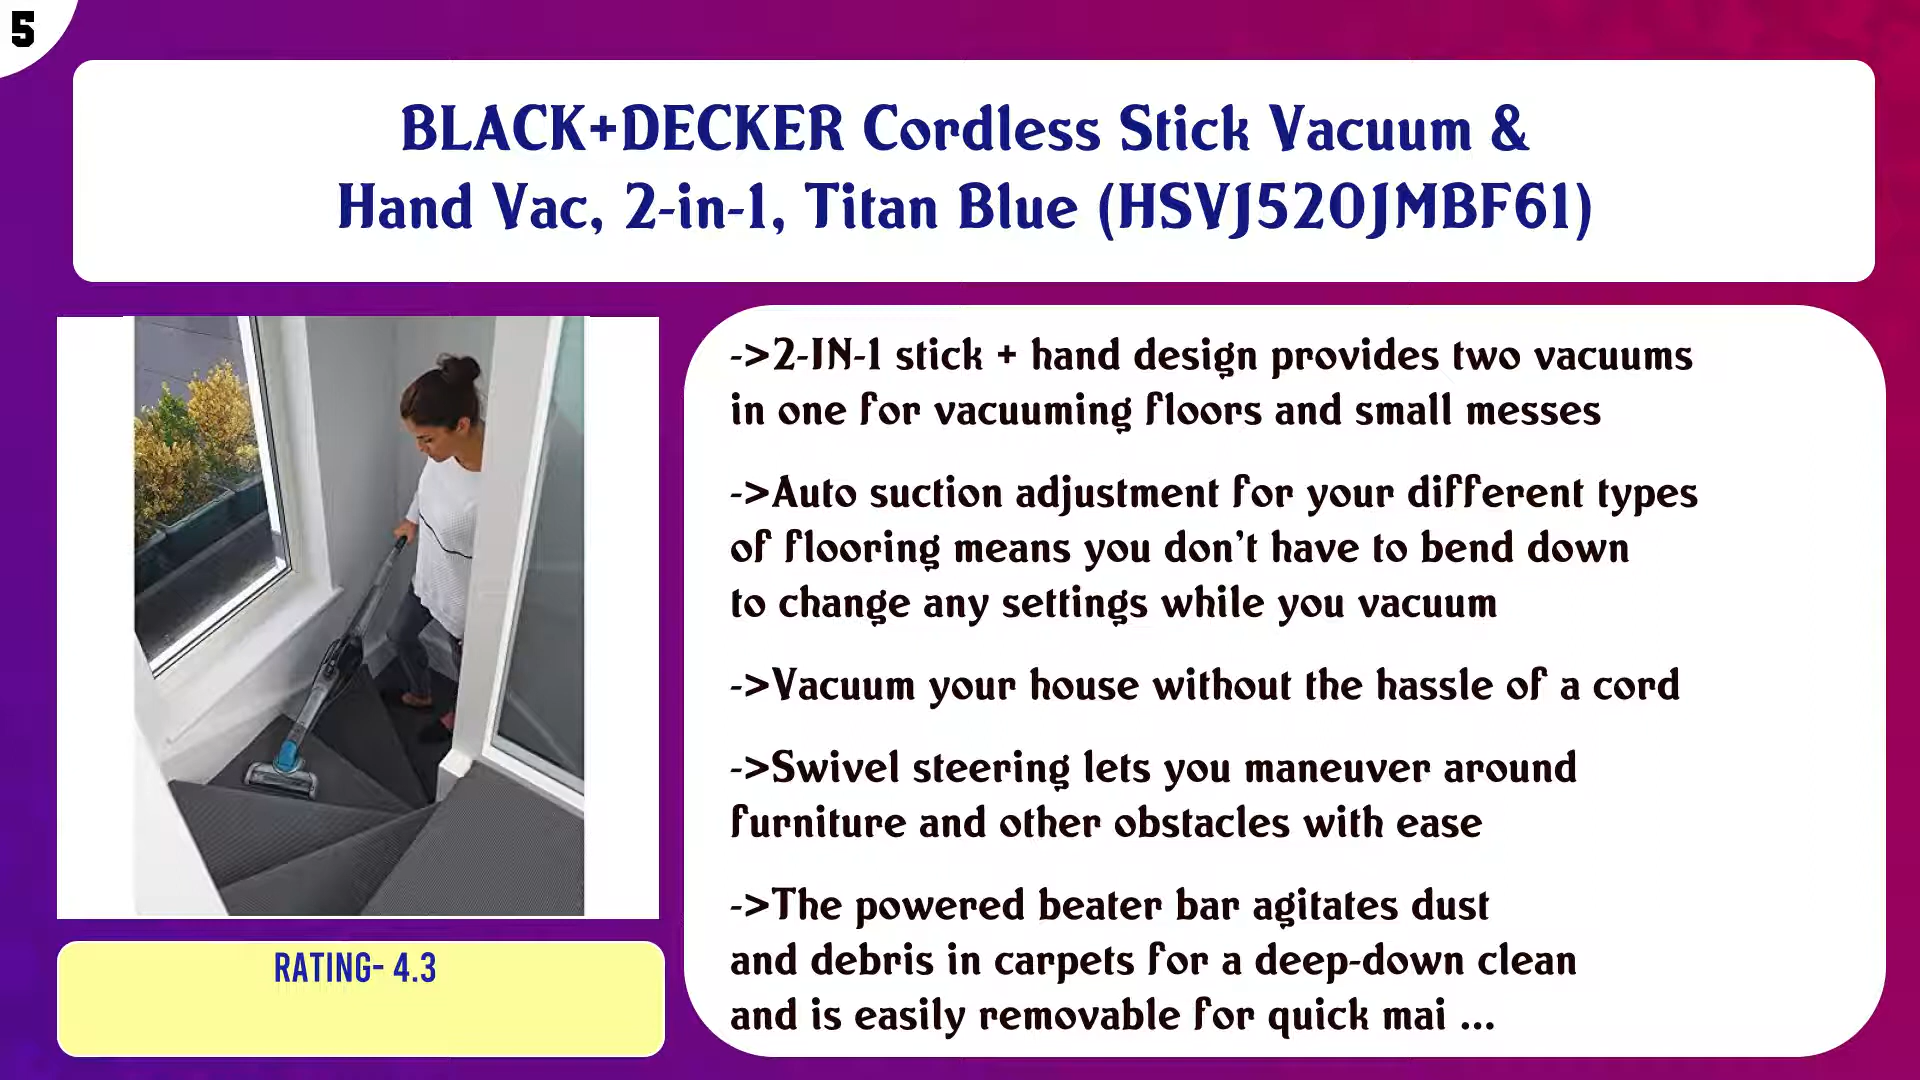 5
BLACK+DECKER Cordless Stick Vacuum &
Hand Vac, 2-in-1, Titan Blue (HSVJ520JMBF61)
->2-IN-1 stick + hand design provides two vacuums
in one for vacuuming floors and small messes
->Auto suction adjustment for your different types
of flooring means you don't have to bend down
to change any settings while you vacuum
->Vacuum your house without the hassle of a cord
->Swivel steering lets you maneuver around
furniture and other obstacles with ease
->The powered beater bar agitates dust
and debris in carpets for a deep-down clean
and is easily removable for quick mai ...
RATING- 4.3